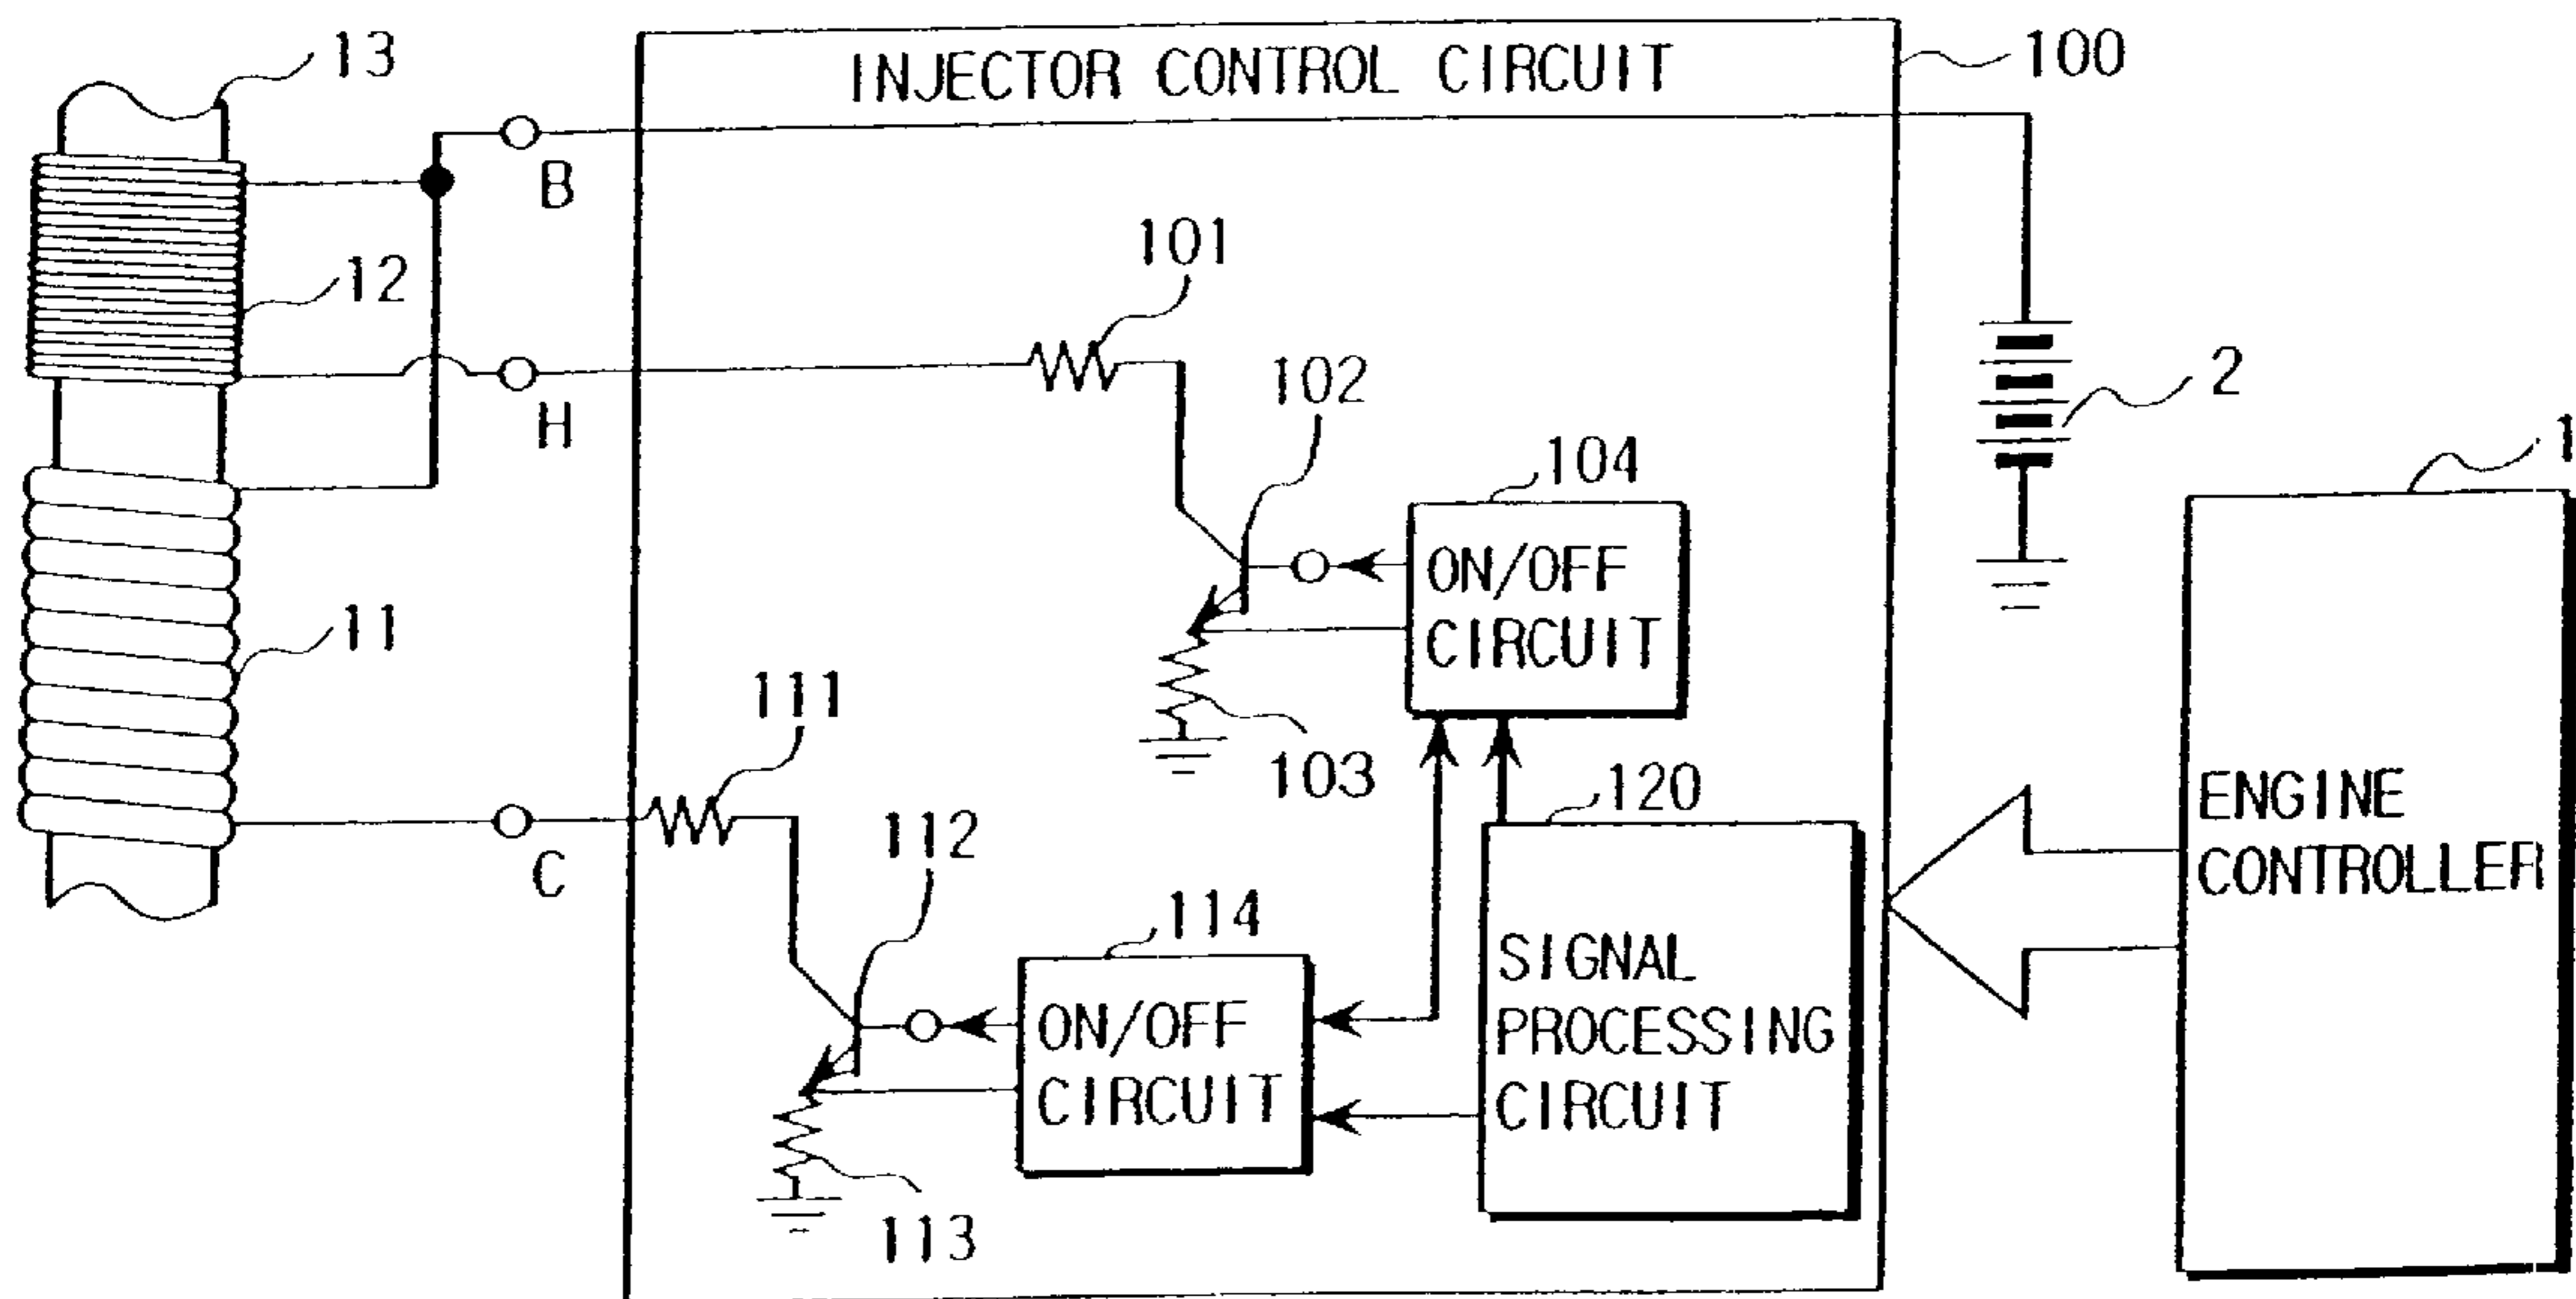 13
INJECTOR CONTROL CIRCUIT
100
B
101
12
102
2
H
104
1
ON/OFF
CIRCUIT
11
111
103
120
ENGINE
CONTROLLER
112
C
114
SIGNAL
PROCESSING
CIRCUIT
ON/OFF
CIRCUIT
113